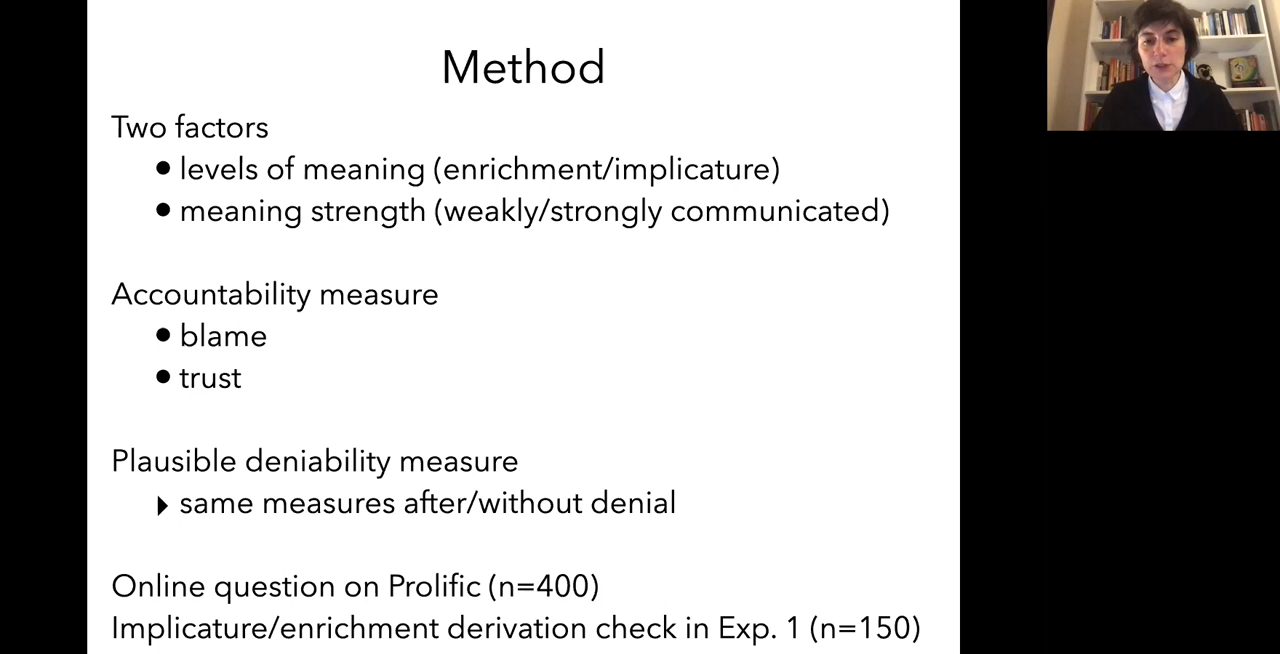 Method
Two factors
● levels of meaning (enrichment/implicature)
● meaning strength (weakly/strongly communicated)
Accountability measure
● blame
● trust
Plausible deniability measure
▶ same measures after/without denial
Online question on Prolific (n=400)
Implicature/enrichment derivation check in Exp. 1 (n=150)